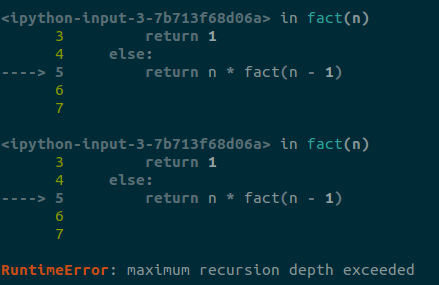 <ipython-input-3-7b713f68d06a> in fact(n)
      3         return 1
      4     else:
----> 5         return n * fact(n - 1)
      6
      7
<ipython-input-3-7b713f68d06a> in fact(n)
      3         return 1
      4     else:
----> 5         return n * fact(n - 1)
      6
      7
RuntimeError: maximum recursion depth exceeded